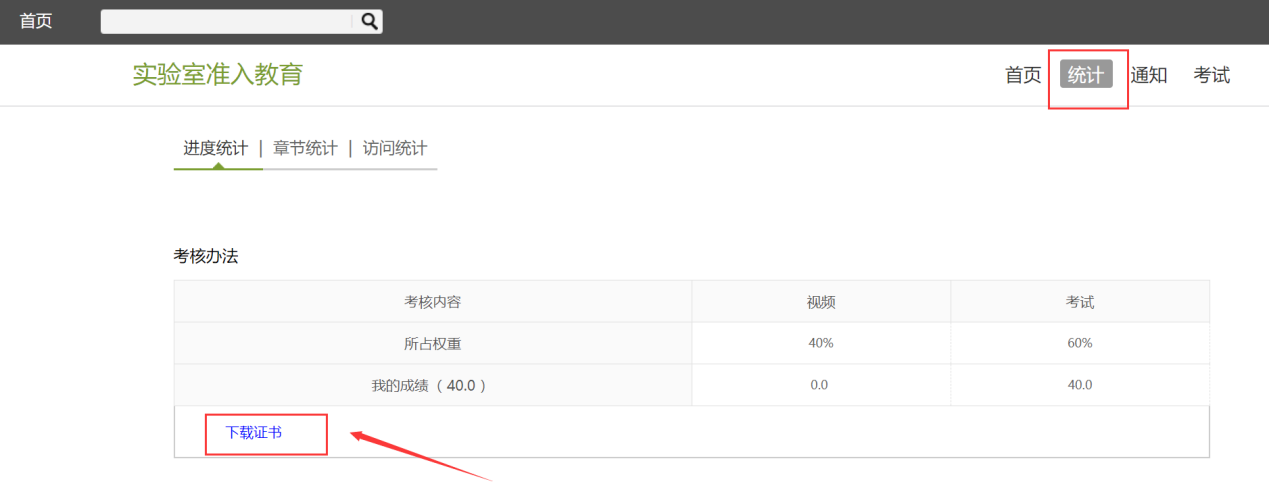 首页
实验室准入教育
首页 统计 通知 考试
进度统计 | 章节统计 | 访问统计
考核办法
考核内容 视频 考试
所占权重 40% 60%
我的成绩（ 40.0 ） 0.0 40.0
下载证书